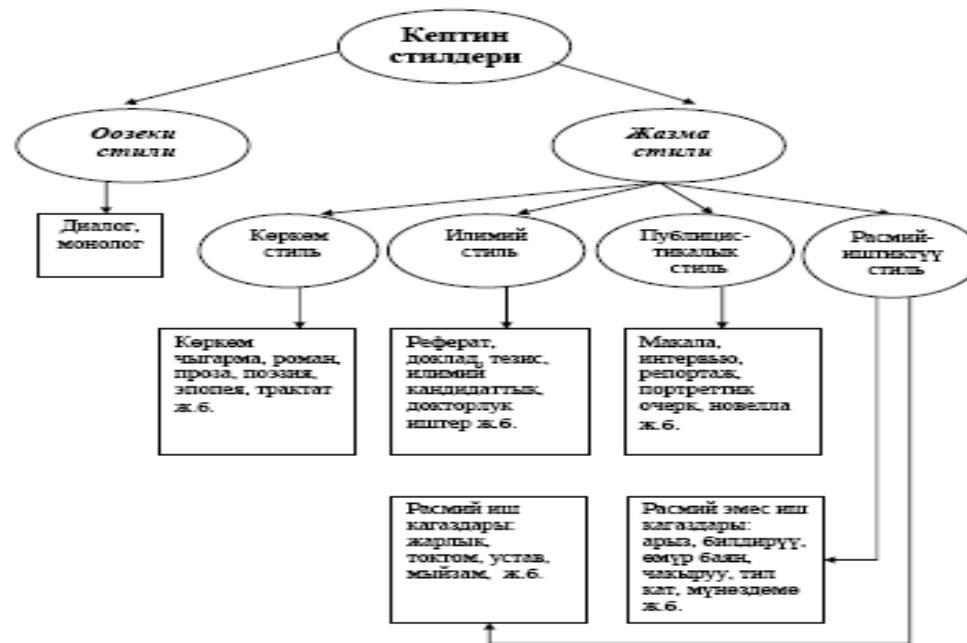 Кептин
стилдери
Оозеки
стили
Жазма
стили
Диалог,
монолог
Көркөм
стиль
Илимий
стиль
Публицис-
тикалык
стиль
Расмий-
иштиктүү
стиль
Көркөм
чыгарма, роман,
проза, поэзия,
эпопея, трактат
ж.б.
Реферат,
доклад, тезис,
илимий
кандидаттык,
доктордук
иштер ж.б.
Макала,
интервью,
репортаж,
портреттик
очерк, новелла
ж.б.
Расмий иш
кагаздары:
жарлык,
токтом, устав,
мыйзам,  ж.б.
Расмий эмес иш
кагаздары:
арыз, билдирүү,
өмүр баян,
чакыруу, тил
кат, мүнөздөмө
ж.б.